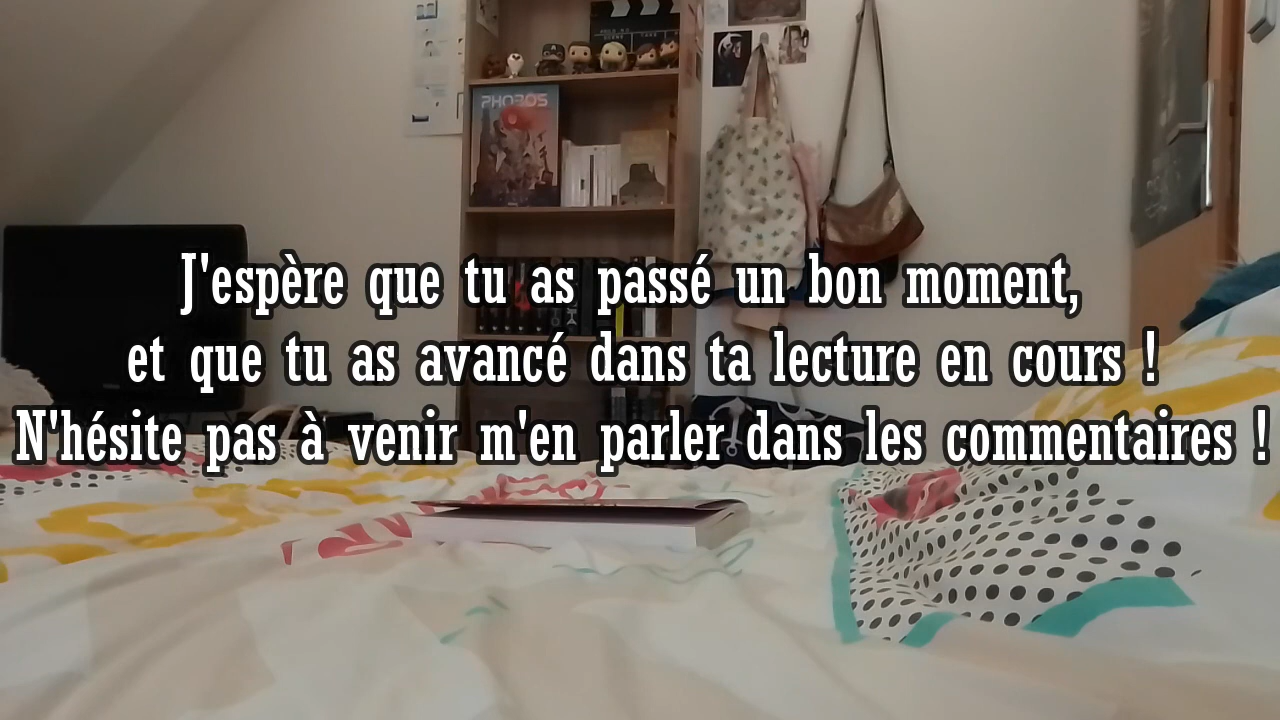 PHOBOS
J'espère que tu as passé un bon moment,
et que tu as avancé dans ta lecture en cours !
N'hésite pas à venir m'en parler dans les commentaires !